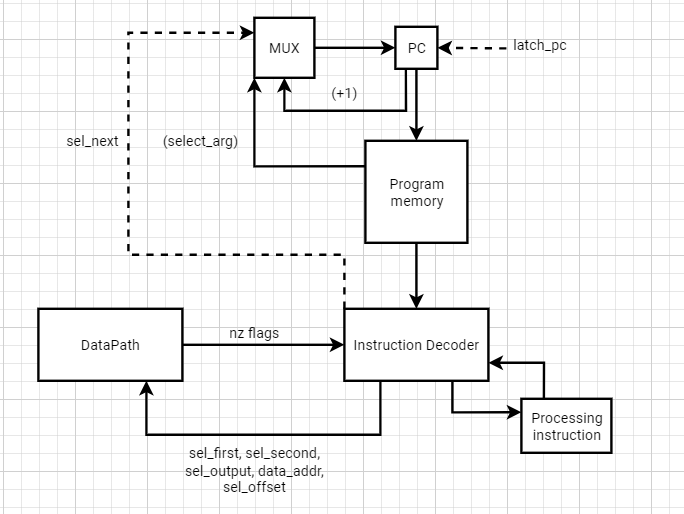 MUX
PC
latch_pc
(+1)
sel_next
(select_arg)
Program
memory
nz flags
DataPath
Instruction Decoder
Processing
instruction
sel_first, sel_second,
sel_output, data_addr,
sel_offset